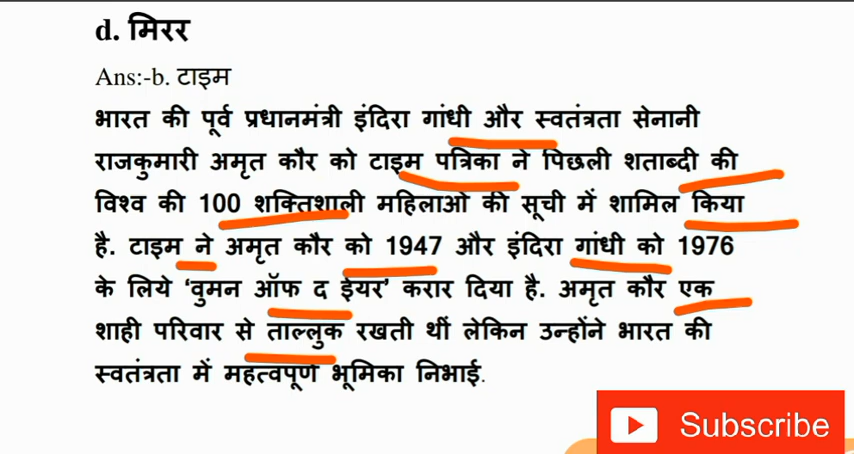 d. मिरर
Ans:-b. टाइम
भारत की पूर्व प्रधानमंत्री इंदिरा गांधी और स्वतंत्रता सेनानी
राजकुमारी अमृत कौर को टाइम पत्रिका ने पिछली शताब्दी की
विश्व की 100 शक्तिशाली महिलाओं की सूची में शामिल किया
है. टाइम ने अमृत कौर को 1947 और इंदिरा गांधी को 1976
के लिये ‘वुमन ऑफ द ईयर’ करार दिया है. अमृत कौर एक
शाही परिवार से ताल्लुक रखती थीं लेकिन उन्होंने भारत की
स्वतंत्रता में महत्वपूर्ण भूमिका निभाई.
Subscribe